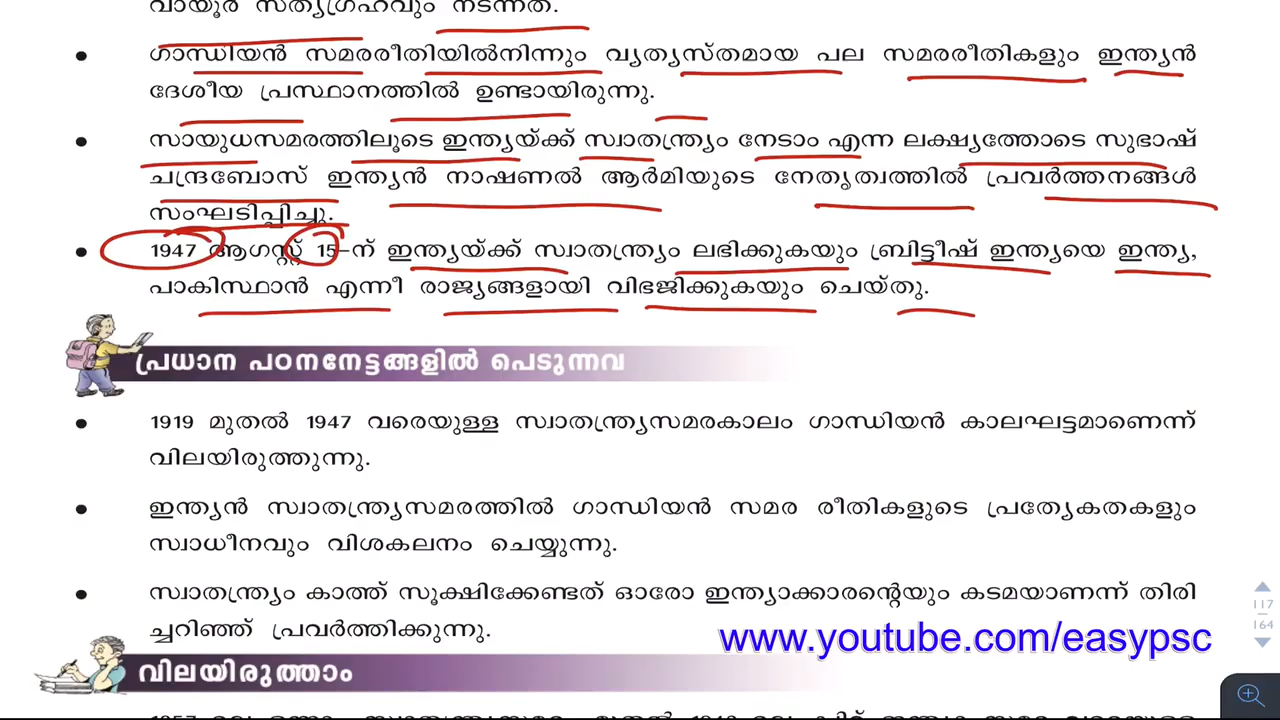 വായൂർ സത്യഗ്രഹവും നടന്നത്.
ഗാന്ധിയൻ സമരരീതിയിൽനിന്നും വ്യത്യസ്തമായ പല സമരരീതികളും ഇന്ത്യൻ
ദേശീയ പ്രസ്ഥാനത്തിൽ ഉണ്ടായിരുന്നു.
സായുധസമരത്തിലൂടെ ഇന്ത്യയ്ക്ക് സ്വാതന്ത്ര്യം നേടാം എന്ന ലക്ഷ്യത്തോടെ സുഭാഷ്
ചന്ദ്രബോസ് ഇന്ത്യൻ നാഷണൽ ആർമിയുടെ നേതൃത്വത്തിൽ പ്രവർത്തനങ്ങൾ
സംഘടിപ്പിച്ചു.
1947 ആഗസ്റ്റ് 15-ന് ഇന്ത്യയ്ക്ക് സ്വാതന്ത്ര്യം ലഭിക്കുകയും ബ്രിട്ടീഷ് ഇന്ത്യയെ ഇന്ത്യ,
പാകിസ്ഥാൻ എന്നീ രാജ്യങ്ങളായി വിഭജിക്കുകയും ചെയ്തു.
പ്രധാന പഠനനേട്ടങ്ങളിൽ പെടുന്നവ
1919 മുതൽ 1947 വരെയുള്ള സ്വാതന്ത്ര്യസമരകാലം ഗാന്ധിയൻ കാലഘട്ടമാണെന്ന്
വിലയിരുത്തുന്നു.
ഇന്ത്യൻ സ്വാതന്ത്ര്യസമരത്തിൽ ഗാന്ധിയൻ സമര രീതികളുടെ പ്രത്യേകതകളും
സ്വാധീനവും വിശകലനം ചെയ്യുന്നു.
സ്വാതന്ത്ര്യം കാത്ത് സൂക്ഷിക്കേണ്ടത് ഓരോ ഇന്ത്യാക്കാരന്റെയും കടമയാണന്ന് തിരി
ച്ചറിഞ്ഞ് പ്രവർത്തിക്കുന്നു.
www.youtube.com/easypsc
വിലയിരുത്താം
117
164